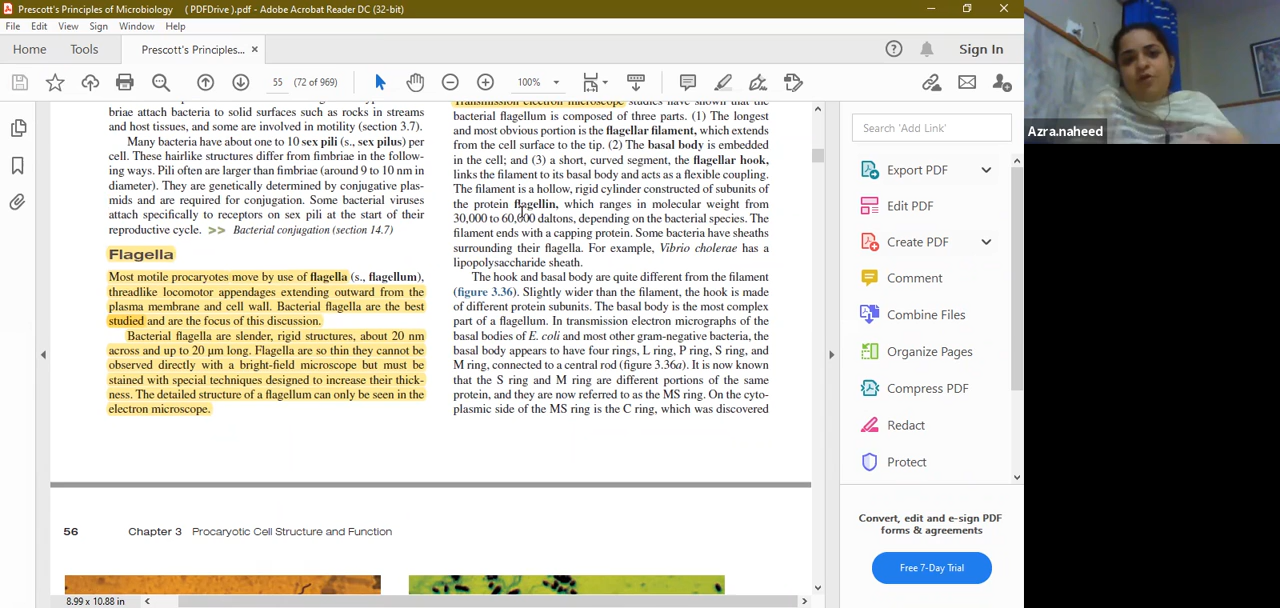 Prescott's Principles of Microbiology ( PDFDrive ).pdf - Adobe Acrobat Reader DC (32-bit)
File Edit View Sign Window Help
Home Tools Prescott's Principles... × Sign In
55 (72 of 969) 100%
briae attach bacteria to solid surfaces such as rocks in streams
and host tissues, and some are involved in motility (section 3.7).
Many bacteria have about one to 10 sex pili (s., sex pilus) per
cell. These hairlike structures differ from fimbriae in the follow-
ing ways. Pili often are larger than fimbriae (around 9 to 10 nm in
diameter). They are genetically determined by conjugative plas-
mids and are required for conjugation. Some bacterial viruses
attach specifically to receptors on sex pili at the start of their
reproductive cycle. >> Bacterial conjugation (section 14.7)
Flagella
Most motile procaryotes move by use of flagella (s., flagellum),
threadlike locomotor appendages extending outward from the
plasma membrane and cell wall. Bacterial flagella are the best
studied and are the focus of this discussion.
Bacterial flagella are slender, rigid structures, about 20 nm
across and up to 20 µm long. Flagella are so thin they cannot be
observed directly with a bright-field microscope but must be
stained with special techniques designed to increase their thick-
ness. The detailed structure of a flagellum can only be seen in the
electron microscope.
Transmission electron microscope studies have shown that the
bacterial flagellum is composed of three parts. (1) The longest
and most obvious portion is the flagellar filament, which extends
from the cell surface to the tip. (2) The basal body is embedded
in the cell; and (3) a short, curved segment, the flagellar hook,
links the filament to its basal body and acts as a flexible coupling.
The filament is a hollow, rigid cylinder constructed of subunits of
the protein flagellin, which ranges in molecular weight from
30,000 to 60,000 daltons, depending on the bacterial species. The
filament ends with a capping protein. Some bacteria have sheaths
surrounding their flagella. For example, Vibrio cholerae has a
lipopolysaccharide sheath.
The hook and basal body are quite different from the filament
(figure 3.36). Slightly wider than the filament, the hook is made
of different protein subunits. The basal body is the most complex
part of a flagellum. In transmission electron micrographs of the
basal bodies of E. coli and most other gram-negative bacteria, the
basal body appears to have four rings, L ring, P ring, S ring, and
M ring, connected to a central rod (figure 3.36a). It is now known
that the S ring and M ring are different portions of the same
protein, and they are now referred to as the MS ring. On the cyto-
plasmic side of the MS ring is the C ring, which was discovered
56 Chapter 3 Procaryotic Cell Structure and Function
8.99 x 10.88 in
Search 'Add Link'
Export PDF
Edit PDF
Create PDF
Comment
Combine Files
Organize Pages
Compress PDF
Redact
Protect
Convert, edit and e-sign PDF
forms & agreements
Free 7-Day Trial
Azra.naheed